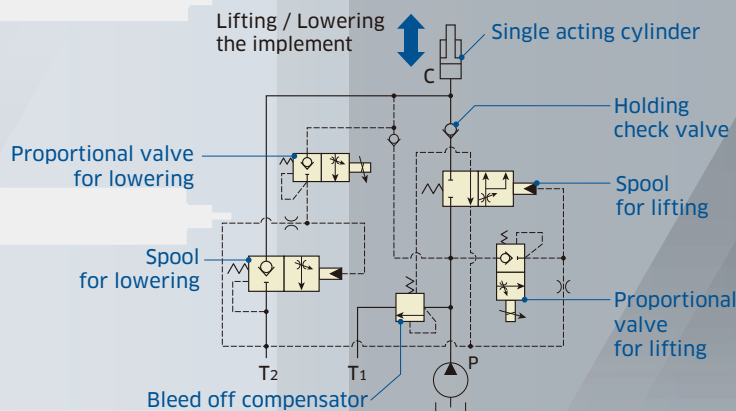 Lifting / Lowering
the implement
Single acting cylinder
C
Holding
check valve
Proportional valve
for lowering
Spool
for lifting
Spool
for lowering
Proportional
valve
for lifting
T2
T1
P
Bleed off compensator